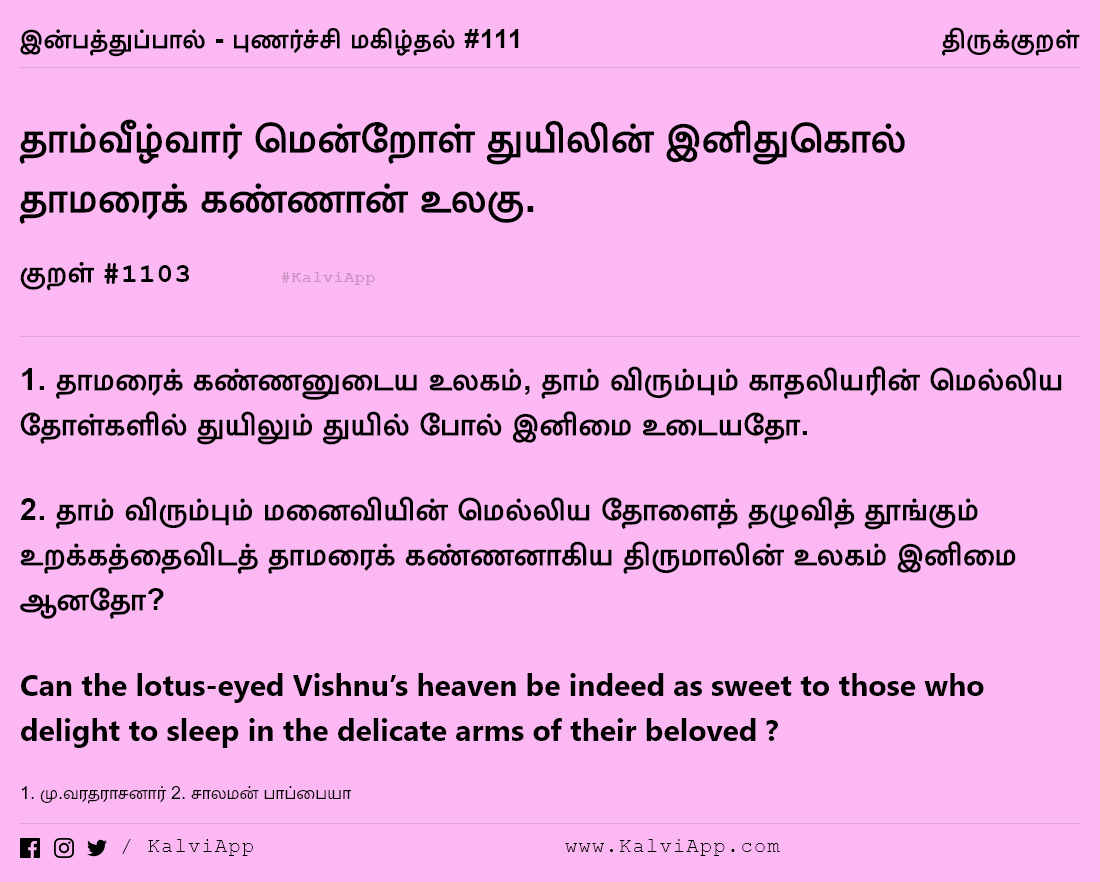 இன்பத்துப்பால் - புணர்ச்சி மகிழ்தல் #111 திருக்குறள்
தாம்வீழ்வார் மென்றோள் துயிலின் இனிதுகொல்
தாமரைக் கண்ணான் உலகு.
குறள் #1103 #KalviApp
1. தாமரைக் கண்ணனுடைய உலகம், தாம் விரும்பும் காதலியரின் மெல்லிய
தோள்களில் துயிலும் துயில் போல் இனிமை உடையதோ.
2. தாம் விரும்பும் மனைவியின் மெல்லிய தோளைத் தழுவித் தூங்கும்
உறக்கத்தைவிடத் தாமரைக் கண்ணனாகிய திருமாலின் உலகம் இனிமை
ஆனதோ?
Can the lotus-eyed Vishnu’s heaven be indeed as sweet to those who
delight to sleep in the delicate arms of their beloved ?
1. மு.வரதராசனார் 2. சாலமன் பாப்பையா
/ KalviApp www.KalviApp.com